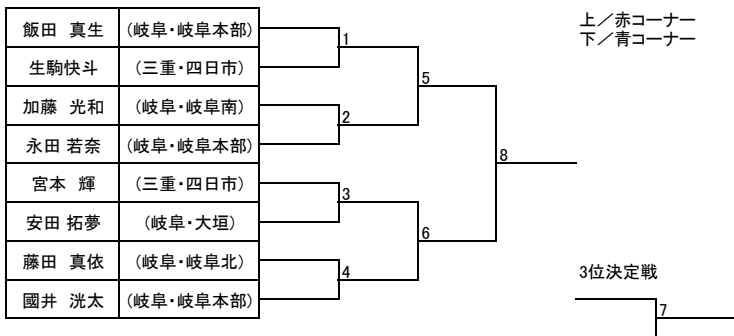 上／赤コーナー
下／青コーナー
飯田 真生 (岐阜・岐阜本部)
1
生駒快斗 (三重・四日市)
5
加藤 光和 (岐阜・岐阜南)
2
永田 若奈 (岐阜・岐阜本部)
8
宮本 輝 (三重・四日市)
3
安田 拓夢 (岐阜・大垣)
6
藤田 真依 (岐阜・岐阜北)
4
3位決定戦
國井 洸太 (岐阜・岐阜本部)
7